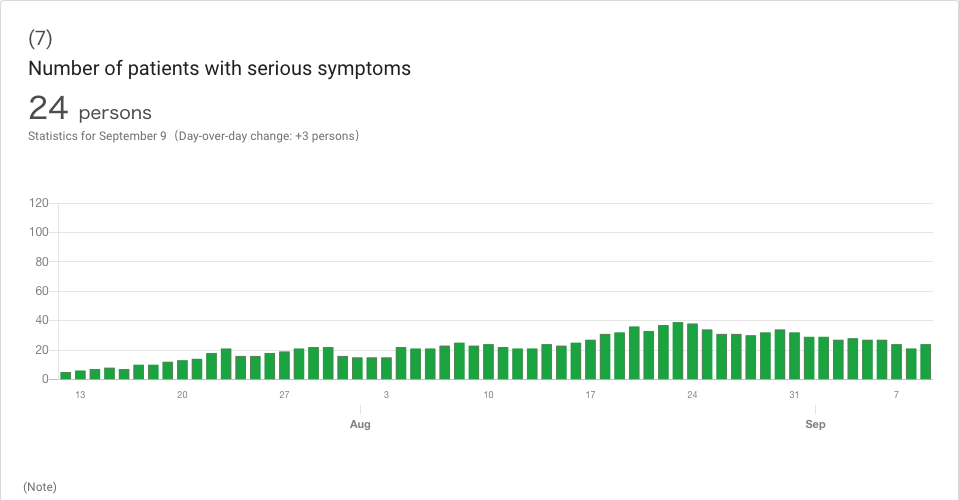 (7)
Number of patients with serious symptoms
24 persons
Statistics for September 9（Day-over-day change: +3 persons）
120
100
80
60
40
20
0
13 20 27 3 10 17 24 31 7
Aug Sep
(Note)